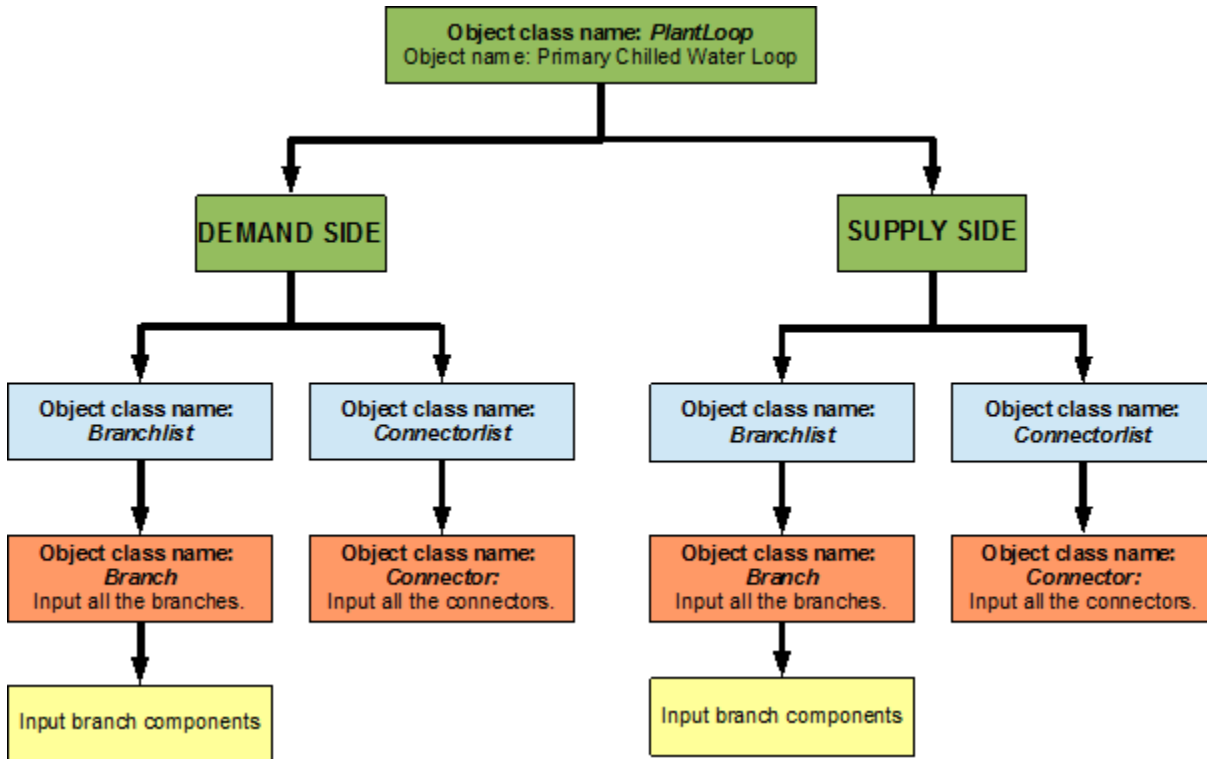 Object class name: PlantLoop
Object name: Primary Chilled Water Loop
DEMAND SIDE
SUPPLY SIDE
Object class name:
Branchlist
Object class name:
Connectorlist
Object class name:
Branchlist
Object class name:
Connectorlist
Object class name:
Branch
Input all the branches.
Object class name:
Connector:
Input all the connectors.
Object class name:
Branch
Input all the branches.
Object class name:
Connector:
Input all the connectors.
Input branch components
Input branch components